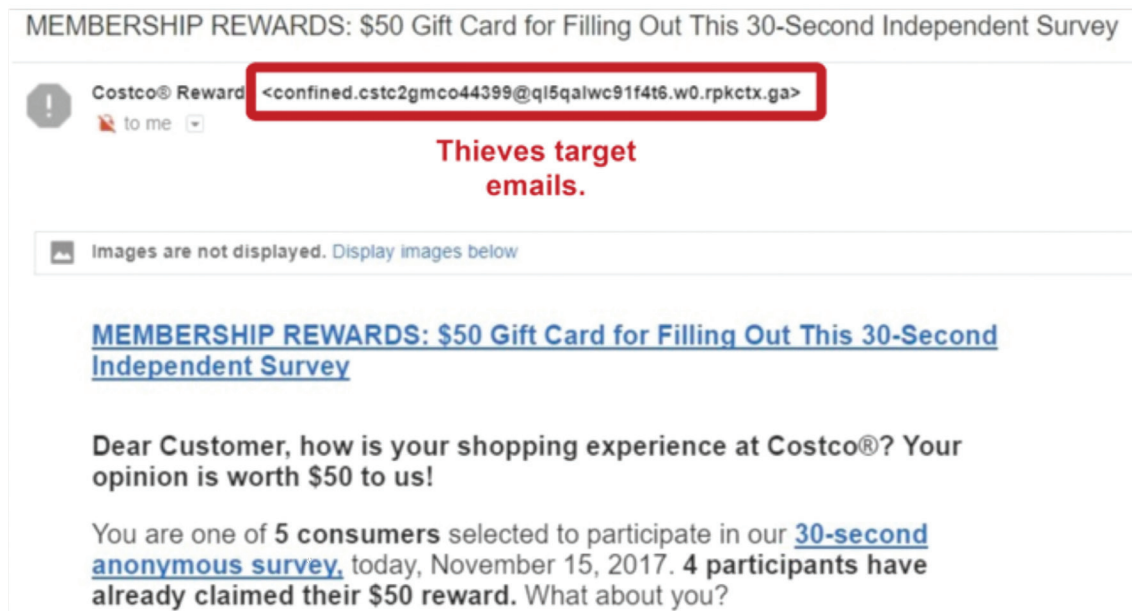 MEMBERSHIP REWARDS: $50 Gift Card for Filling Out This 30-Second Independent Survey
Costco® Reward <confined.cstc2gmco44399@ql5qalwc91f4t6.w0.rpkctx.ga>
to me
Thieves target
emails.
Images are not displayed. Display images below
MEMBERSHIP REWARDS: $50 Gift Card for Filling Out This 30-Second
Independent Survey
Dear Customer, how is your shopping experience at Costco®? Your
opinion is worth $50 to us!
You are one of 5 consumers selected to participate in our 30-second
anonymous survey, today, November 15, 2017. 4 participants have
already claimed their $50 reward. What about you?